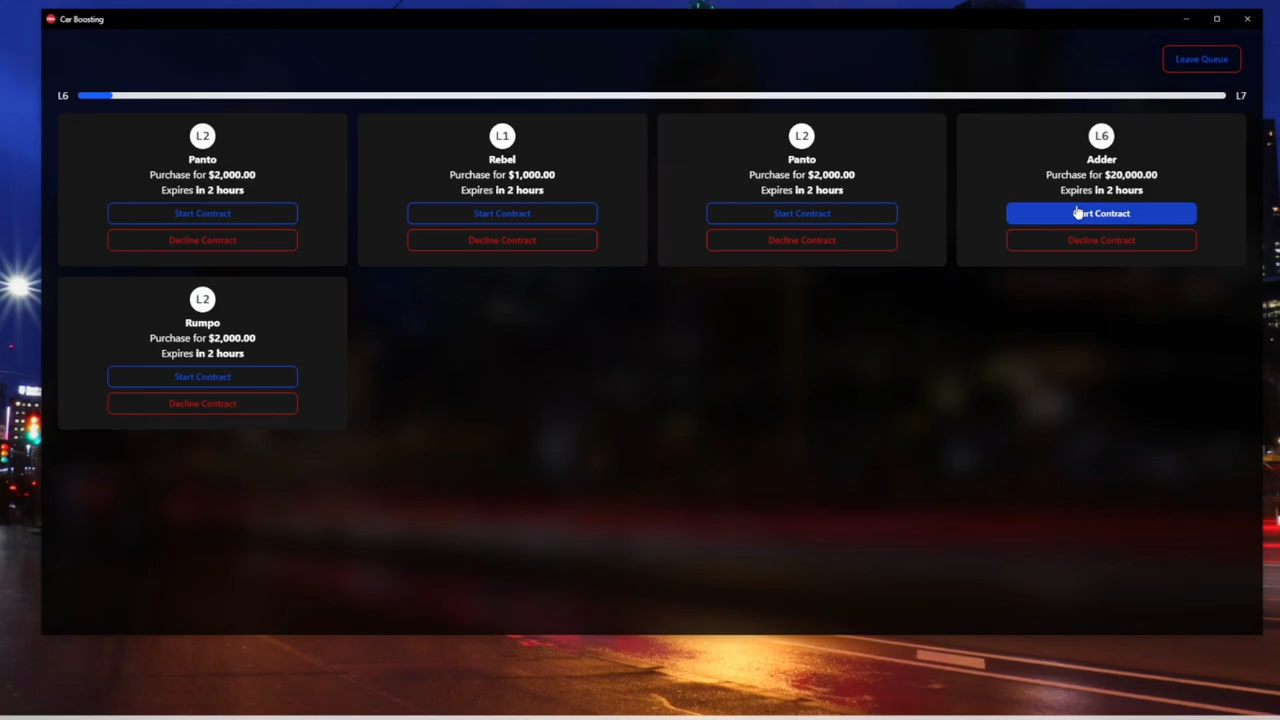 Car Boosting
Leave Queue
L6
L7
L2
Panto
Purchase for $2,000.00
Expires in 2 hours
Start Contract
Decline Contract
L1
Rebel
Purchase for $1,000.00
Expires in 2 hours
Start Contract
Decline Contract
L2
Panto
Purchase for $2,000.00
Expires in 2 hours
Start Contract
Decline Contract
L6
Adder
Purchase for $20,000.00
Expires in 2 hours
Contract
Decline Contract
L2
Rumpo
Purchase for $2,000.00
Expires in 2 hours
Start Contract
Decline Contract